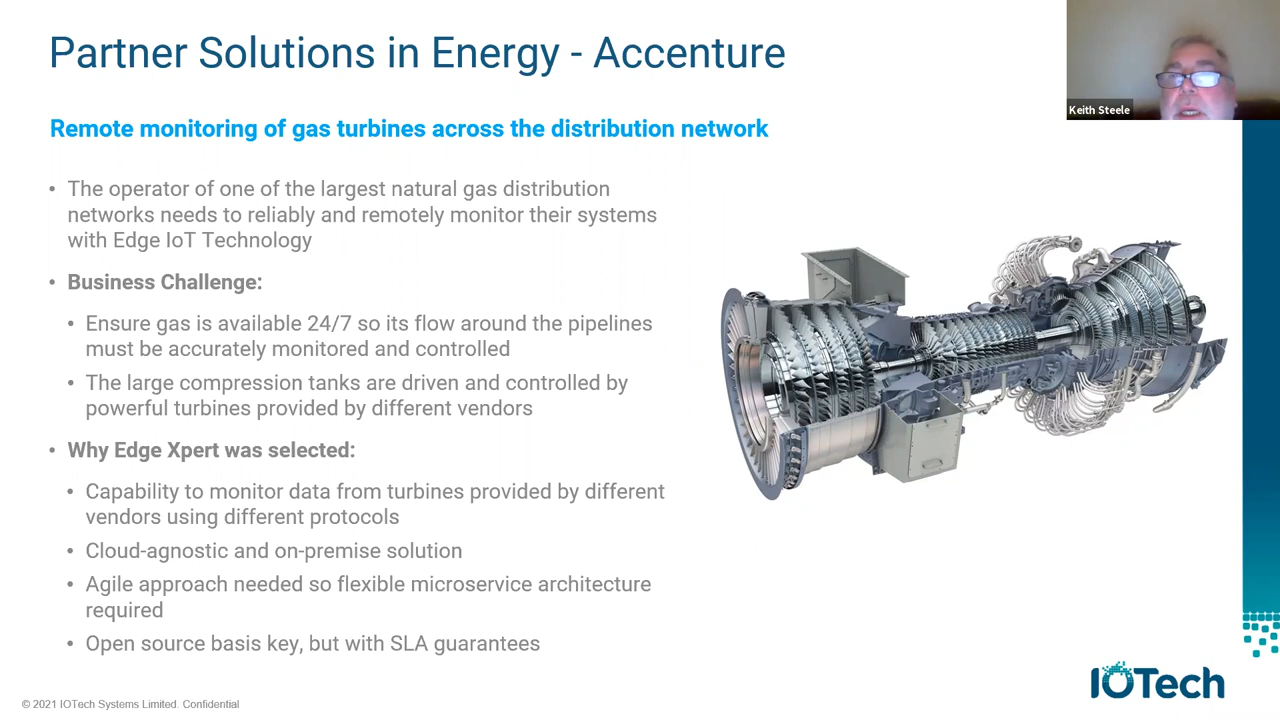 Partner Solutions in Energy - Accenture
Keith Steele
Remote monitoring of gas turbines across the distribution network
• The operator of one of the largest natural gas distribution
networks needs to reliably and remotely monitor their systems
with Edge IoT Technology
• Business Challenge:
• Ensure gas is available 24/7 so its flow around the pipelines
must be accurately monitored and controlled
• The large compression tanks are driven and controlled by
powerful turbines provided by different vendors
• Why Edge Xpert was selected:
• Capability to monitor data from turbines provided by different
vendors using different protocols
• Cloud-agnostic and on-premise solution
• Agile approach needed so flexible microservice architecture
required
• Open source basis key, but with SLA guarantees
IOTech
© 2021 IOTech Systems Limited. Confidential